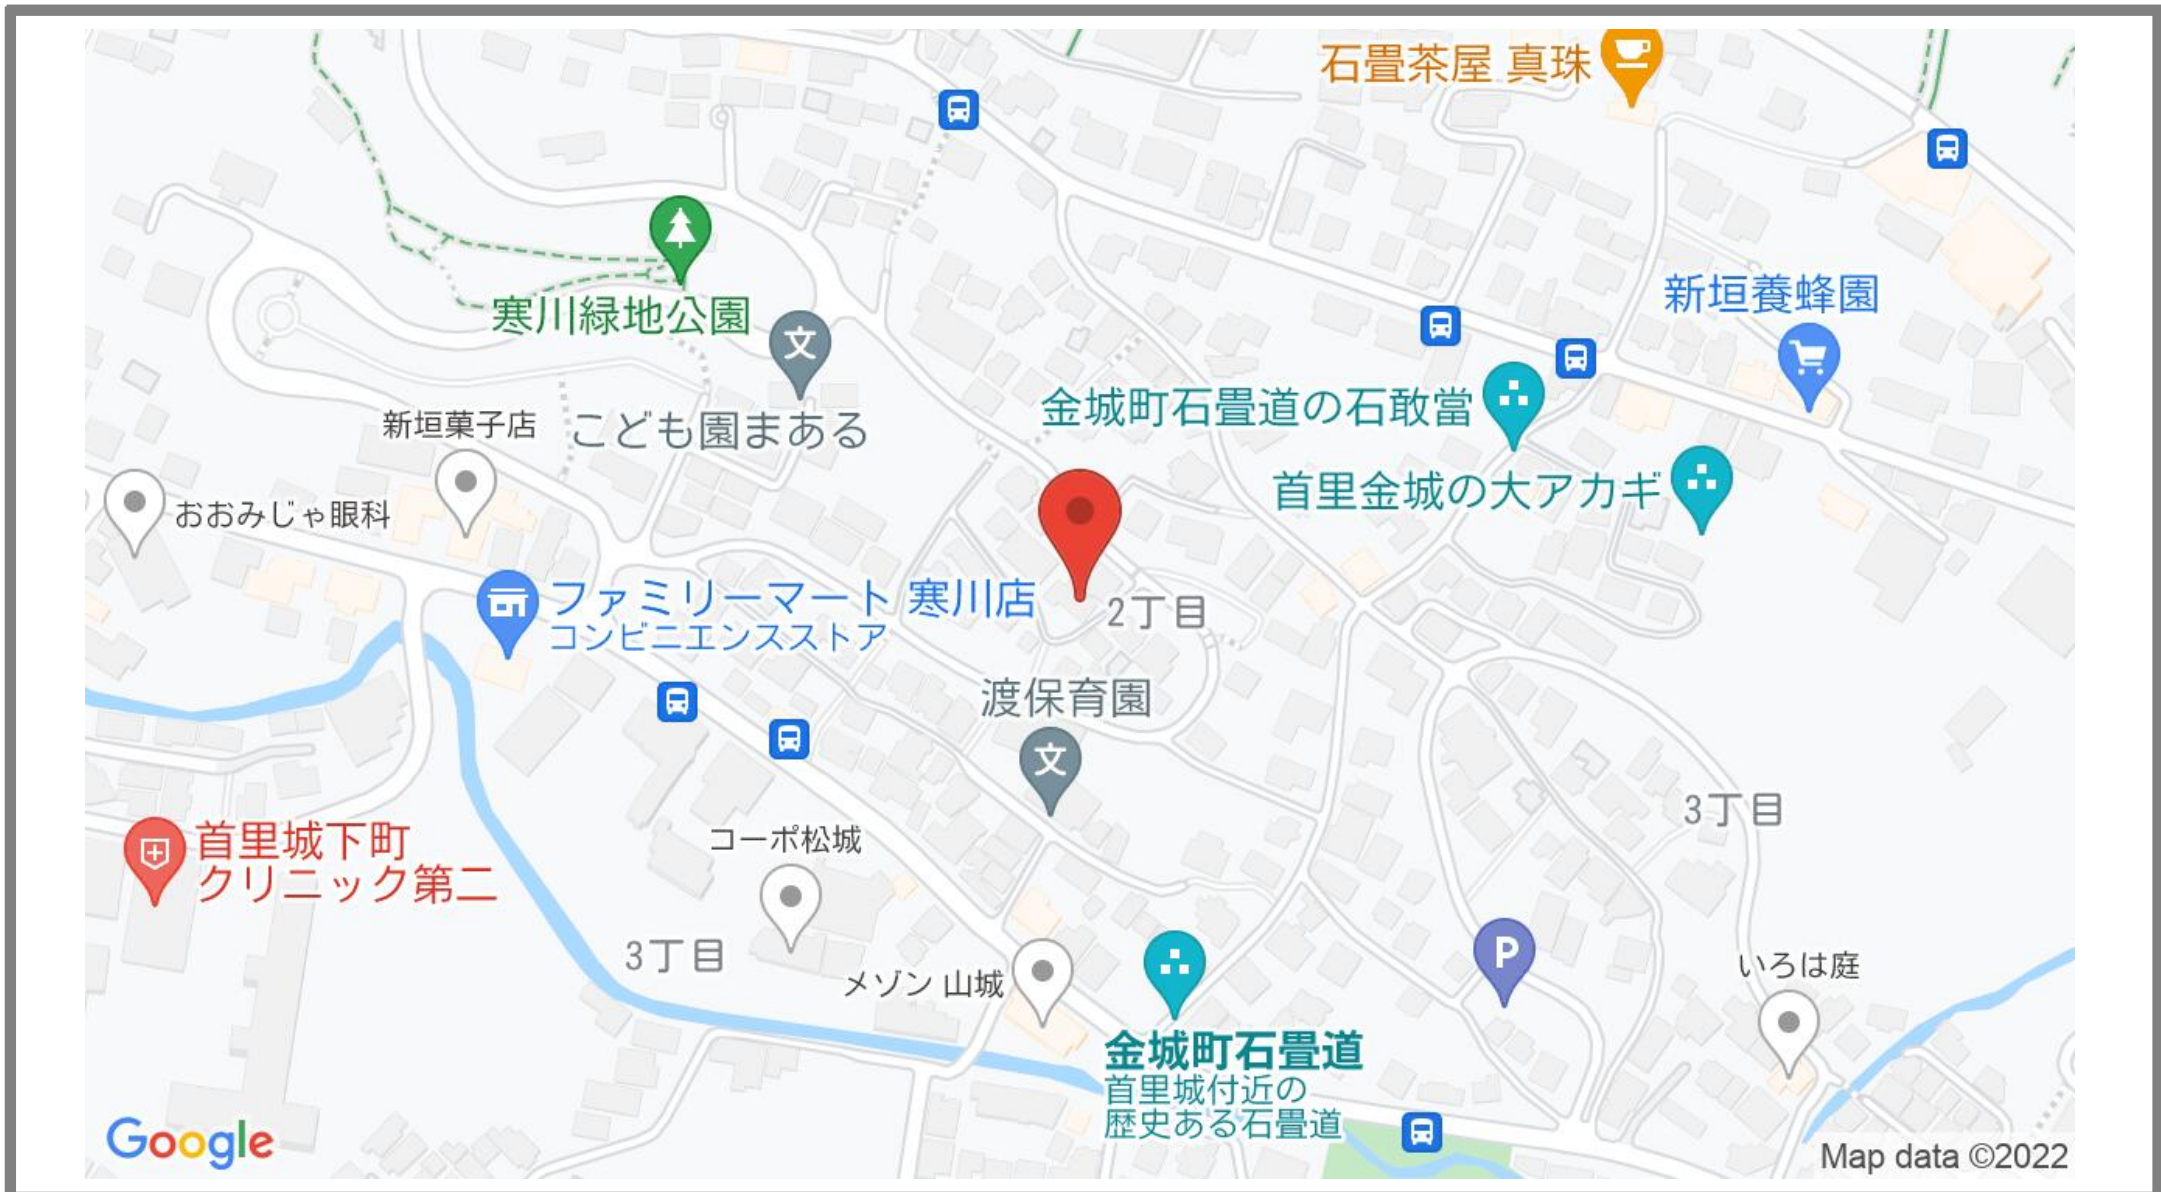 石畳茶屋 真珠
新垣養蜂園
寒川緑地公園
文
こども園まある
金城町石畳道の石敢當
新垣菓子店
首里金城の大アカギ
おおみじゃ眼科
ファミリーマート 寒川店
コンビニエンスストア
2丁目
渡保育園
文
3丁目
首里城下町
クリニック第二
コーポ松城
3丁目
P
いろは庭
メゾン 山城
金城町石畳道
首里城付近の
歴史ある石畳道
Google
Map data ©2022